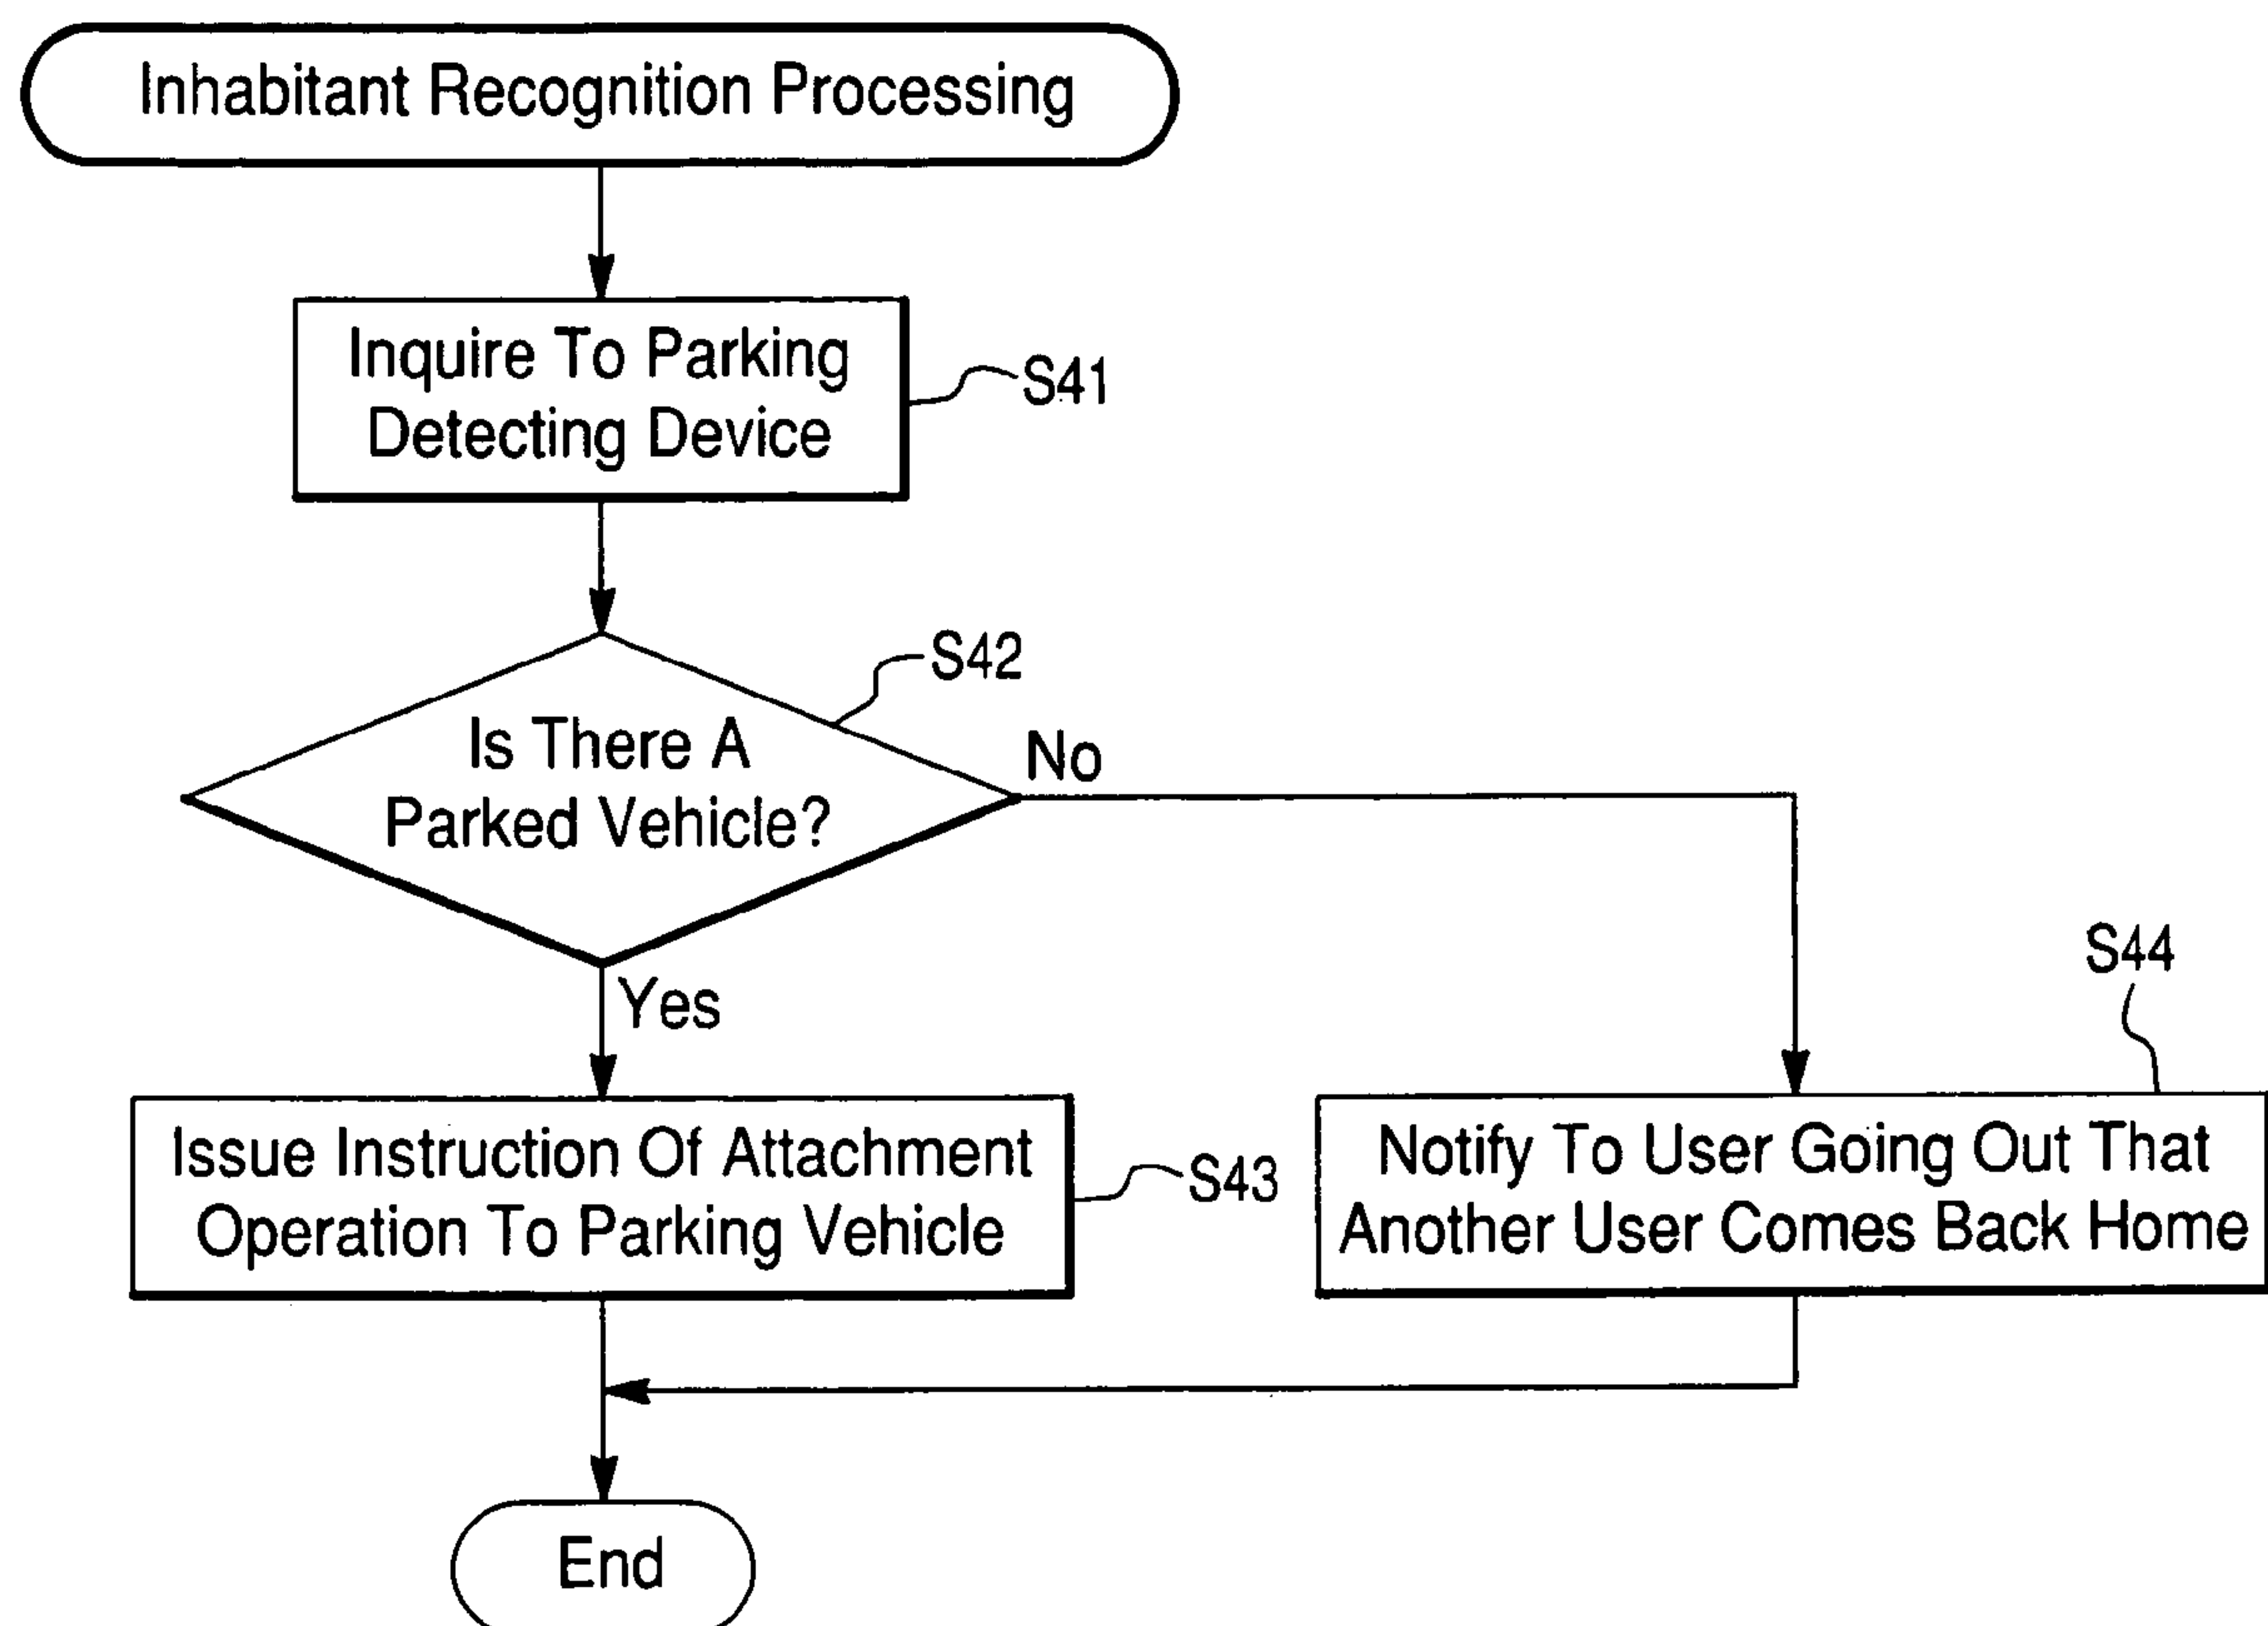 Inhabitant Recognition Processing
Inquire To Parking
Detecting Device
S41
S42
Is There A
Parked Vehicle?
No
Yes
S44
Issue Instruction Of Attachment
Operation To Parking Vehicle
S43
Notify To User Going Out That
Another User Comes Back Home
End